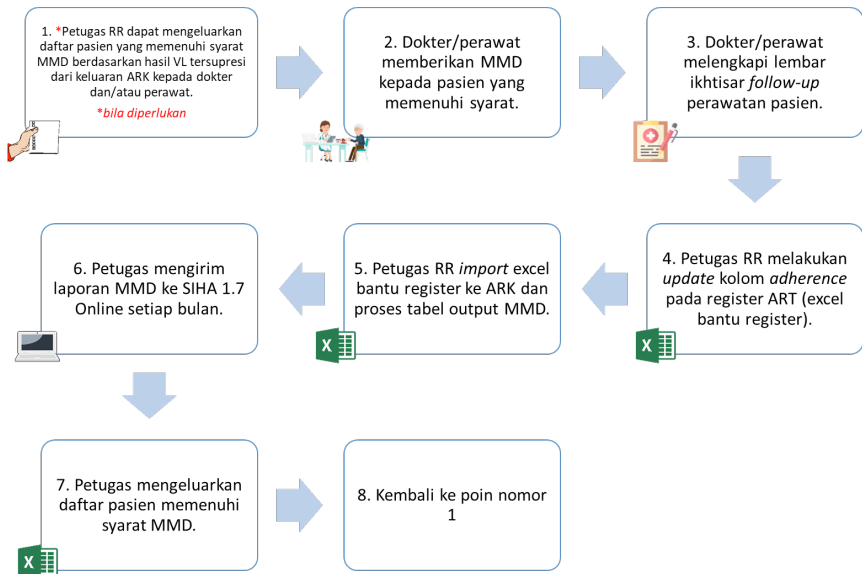 1. *Petugas RR dapat mengeluarkan
daftar pasien yang memenuhi syarat
MMD berdasarkan hasil VL tersupresi
dari keluaran ARK kepada dokter
dan/atau perawat.
*bila diperlukan
2. Dokter/perawat
memberikan MMD
kepada pasien yang
memenuhi syarat.
3. Dokter/perawat
melengkapi lembar
ikhtisar follow-up
perawatan pasien.
4. Petugas RR melakukan
update kolom adherence
pada register ART (excel
bantu register).
5. Petugas RR import excel
bantu register ke ARK dan
proses tabel output MMD.
6. Petugas mengirim
laporan MMD ke SIHA 1.7
Online setiap bulan.
7. Petugas mengeluarkan
daftar pasien memenuhi
syarat MMD.
8. Kembali ke poin nomor
1